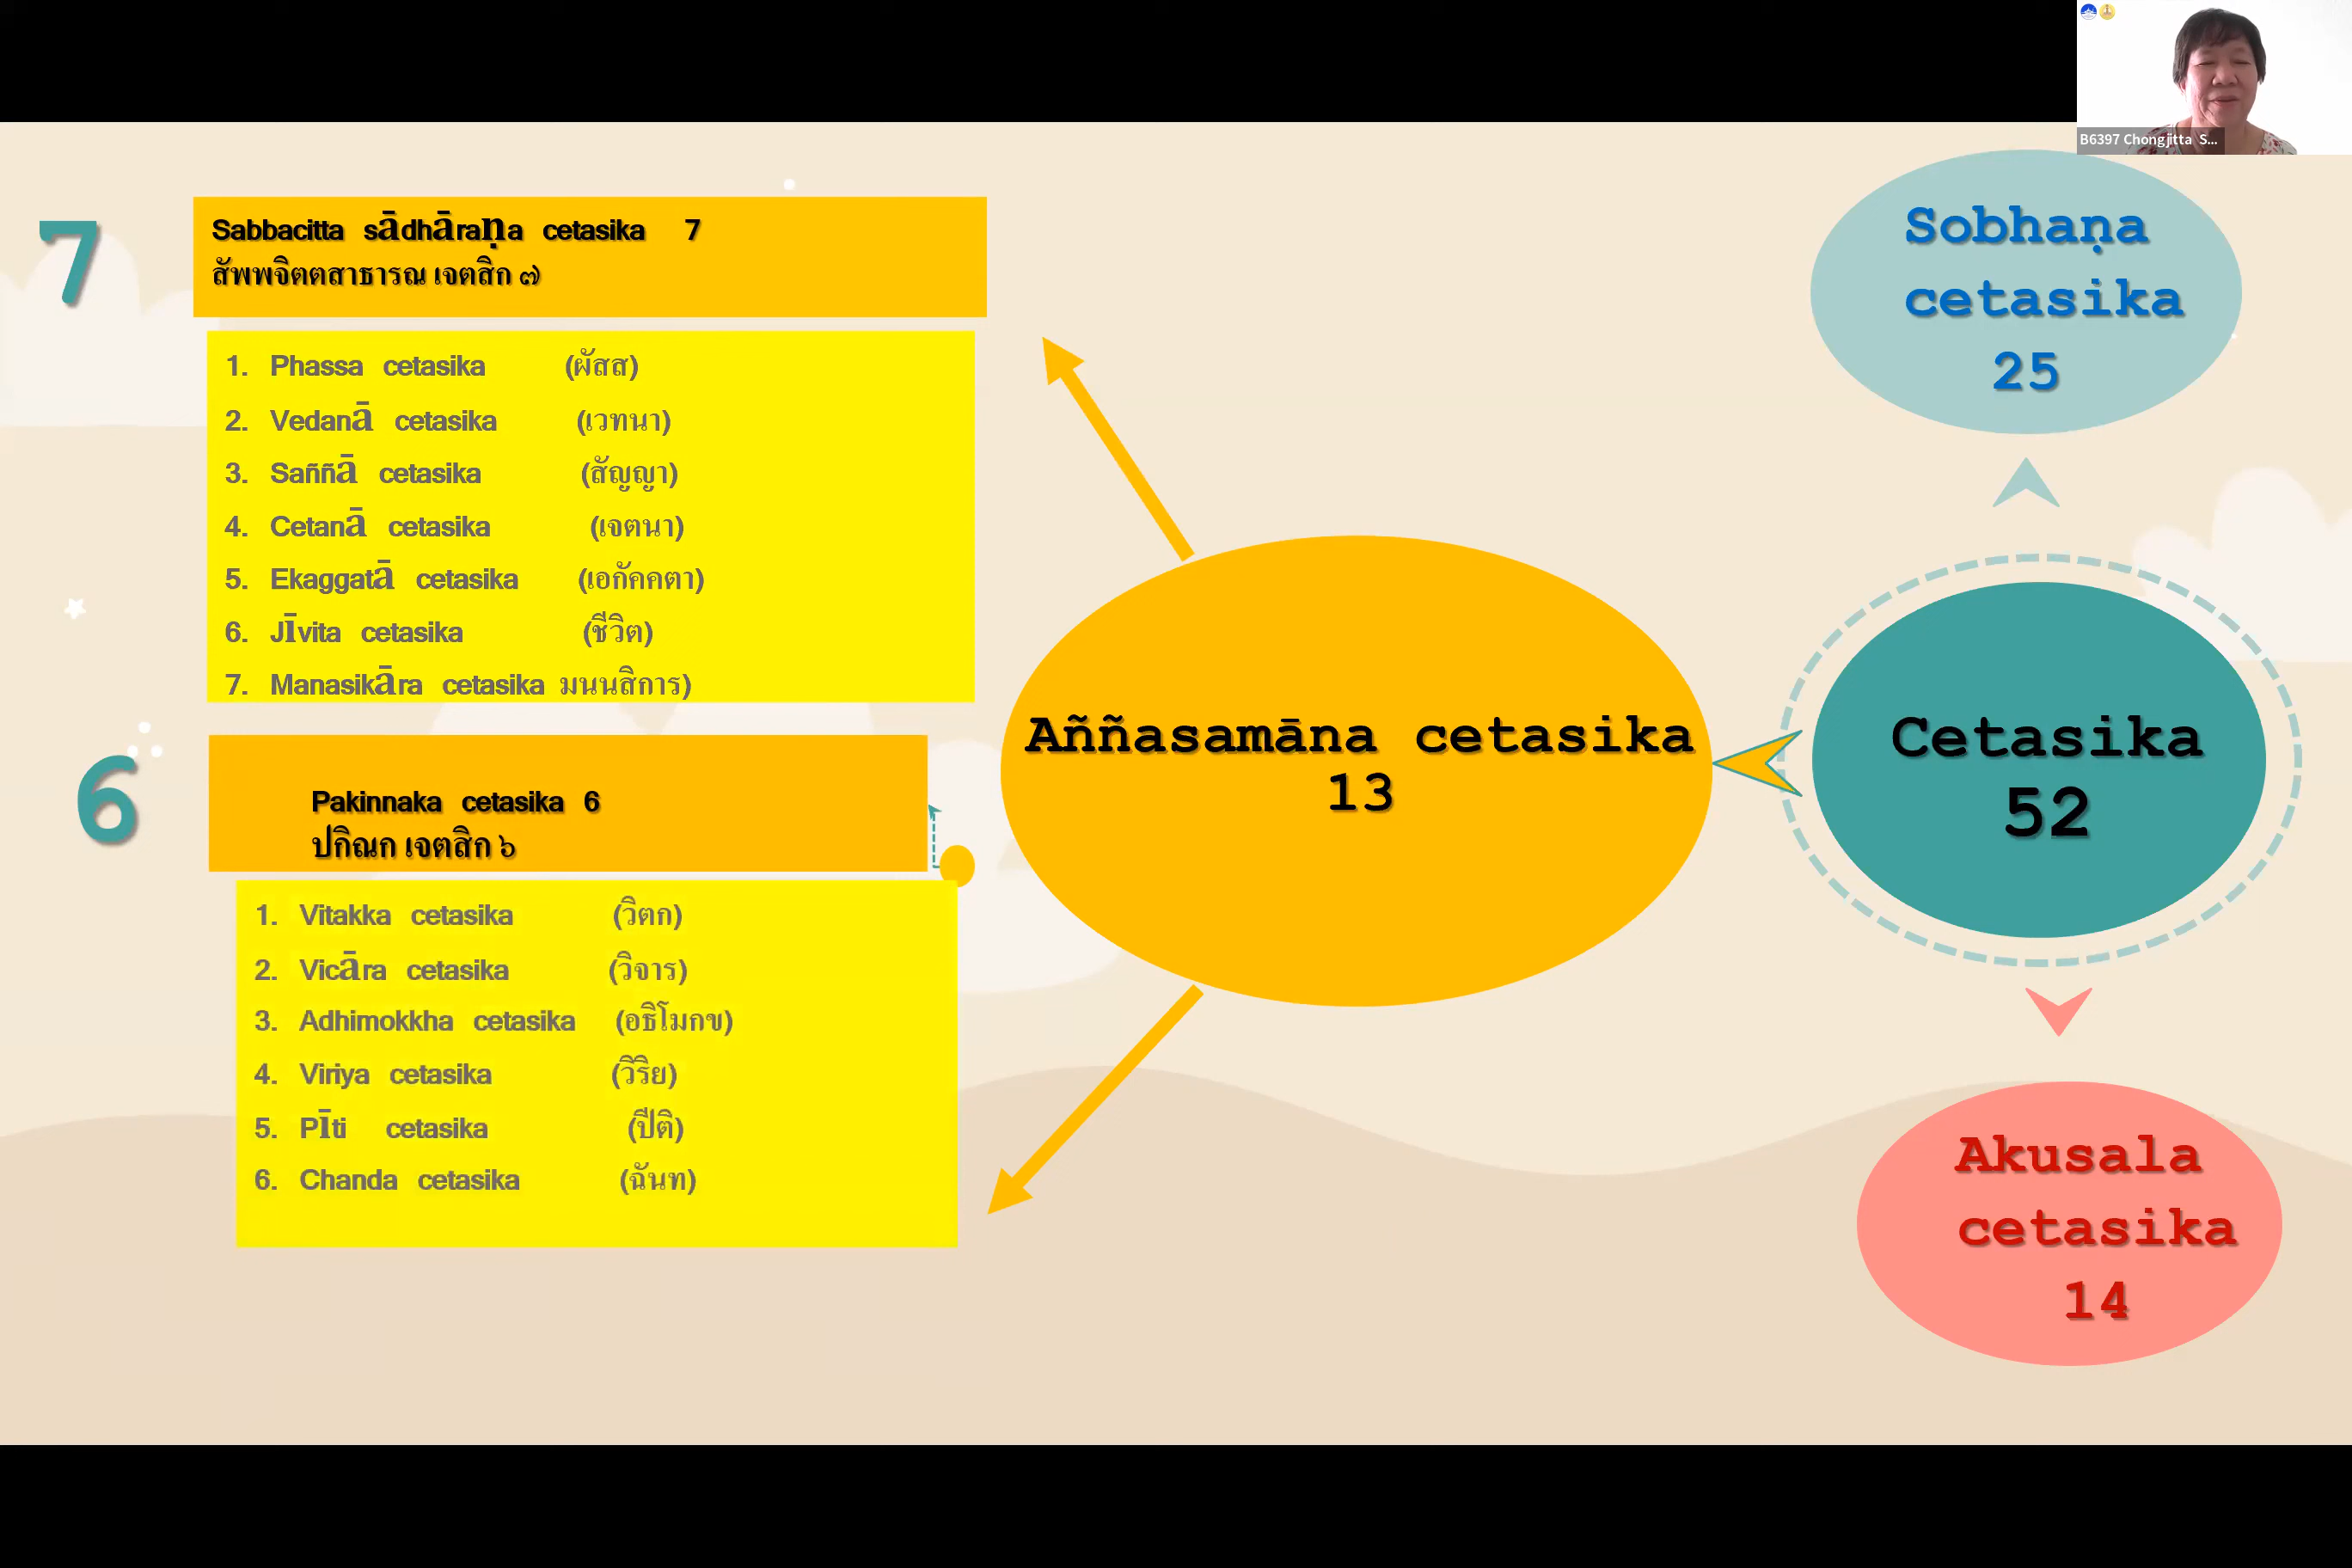 B6397 Chongjitta S...
7
Sabbacitta sādhāraṇa cetasika 7
สัพพจิตตสาธารณ เจตสิก ๗
1. Phassa cetasika (ผัสส)
2. Vedanā cetasika (เวทนา)
3. Saññā cetasika (สัญญา)
4. Cetanā cetasika (เจตนา)
5. Ekaggatā cetasika (เอกัคคตา)
6. Jīvita cetasika (ชีวิต)
7. Manasikāra cetasika มนนสิการ)
6
Pakinnaka cetasika 6
ปกิณก เจตสิก ๖
1. Vitakka cetasika (วิตก)
2. Vicāra cetasika (วิจาร)
3. Adhimokkha cetasika (อธิโมกข)
4. Viriya cetasika (วิริย)
5. Pīti cetasika (ปีติ)
6. Chanda cetasika (ฉันท)
Aññasamāna cetasika
13
Sobhaṇa
cetasika
25
Cetasika
52
Akusala
cetasika
14